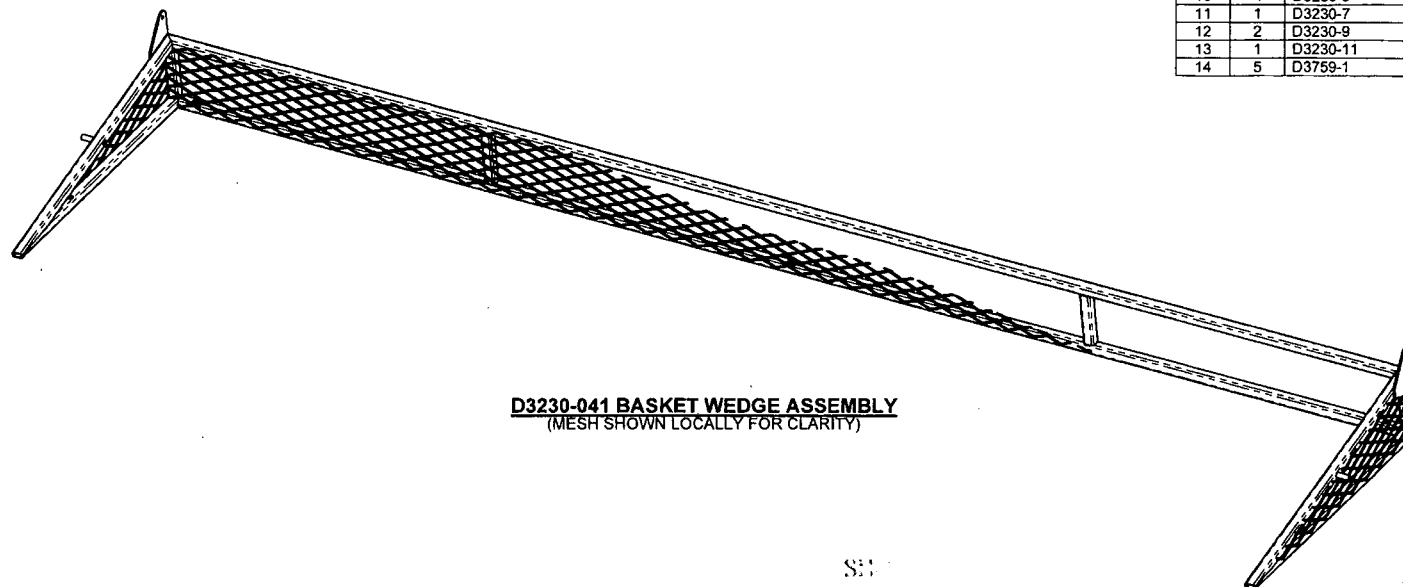 11 1 D3230-7
12 2 D3230-9
13 1 D3230-11
14 5 D3759-1
D3230-041 BASKET WEDGE ASSEMBLY
(MESH SHOWN LOCALLY FOR CLARITY)